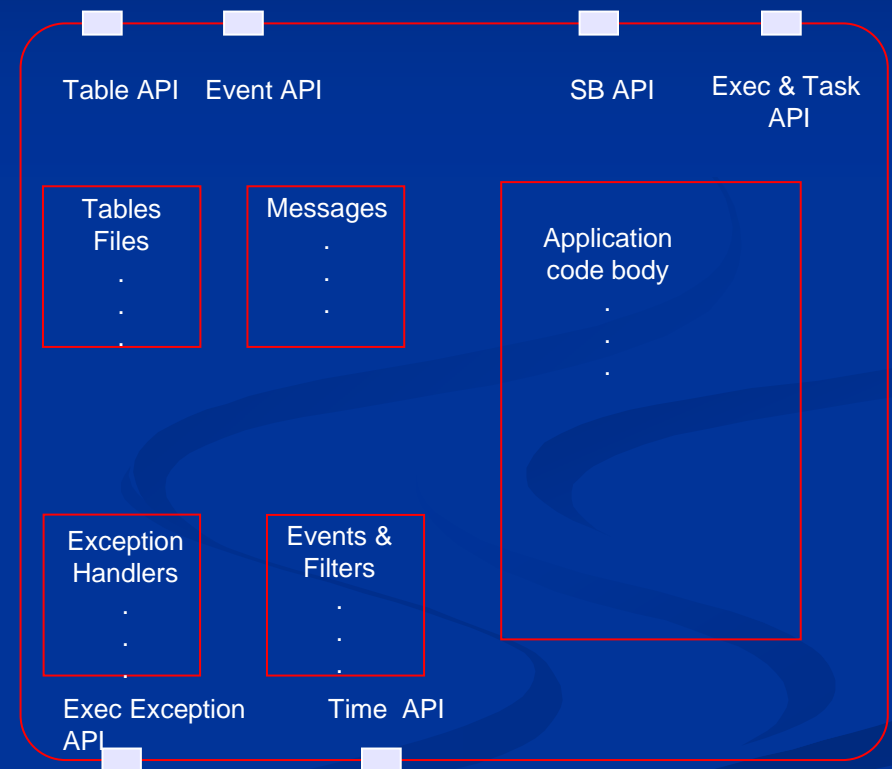 Table API
Event API
SB API
Exec & Task
API
Tables
Files
.
.
.
Messages
.
.
.
Application
code body
.
.
.
Exception
Handlers
.
.
.
Events &
Filters
.
.
.
Exec Exception
API
Time API